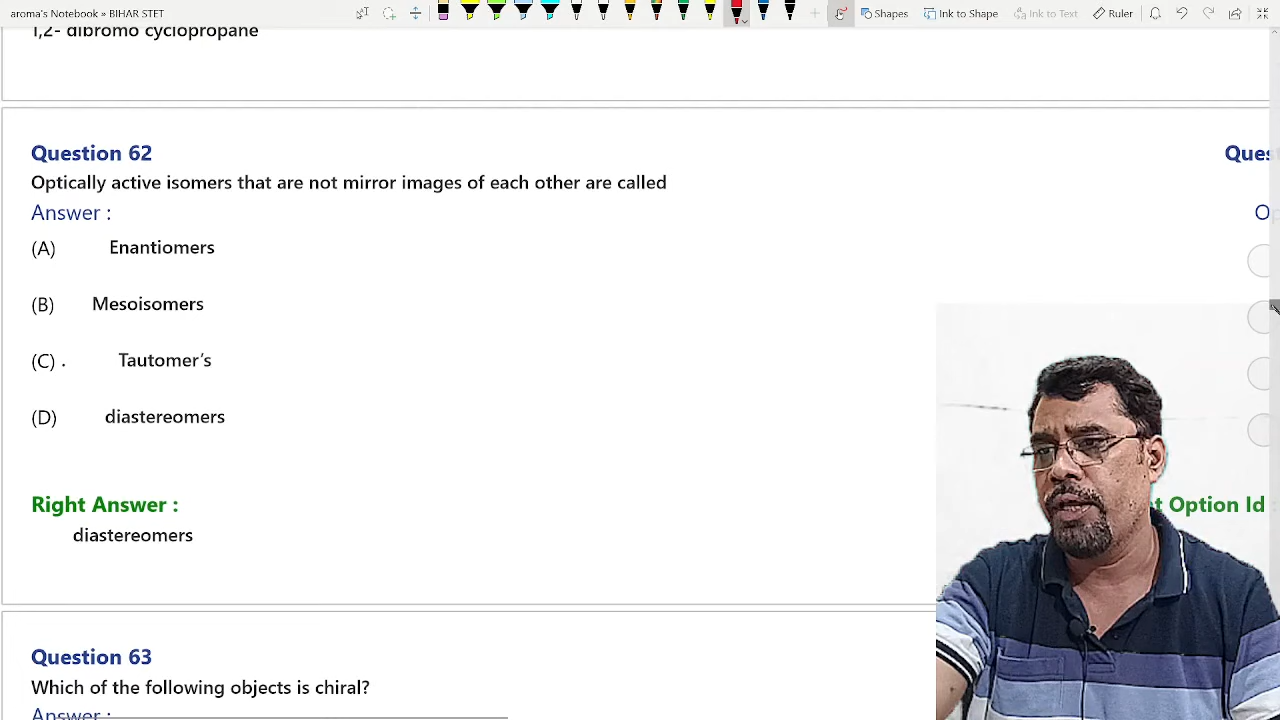 aroma's Notebook » BIHAR STET
Shapes
Ink to Shape
Ink to Text
Ruler
1,2- dibromo cyclopropane
Question 62
Ques
Optically active isomers that are not mirror images of each other are called
Answer :
O
(A) Enantiomers
(B) Mesoisomers
(C) . Tautomer’s
(D) diastereomers
Right Answer :
t Option Id
diastereomers
Question 63
Which of the following objects is chiral?
Answer :